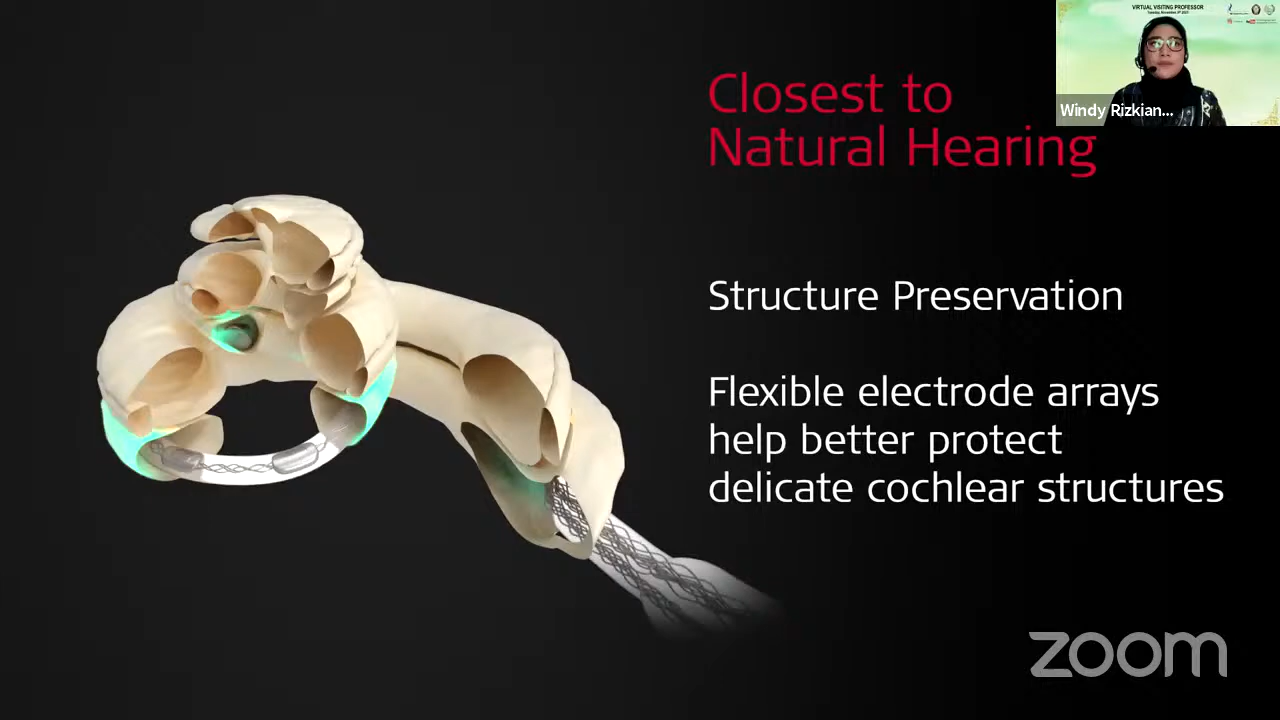 VIRTUAL VISITING PROFESSOR
Windy Rizkian...
Closest to
Natural Hearing
Structure Preservation
Flexible electrode arrays
help better protect
delicate cochlear structures
zoom